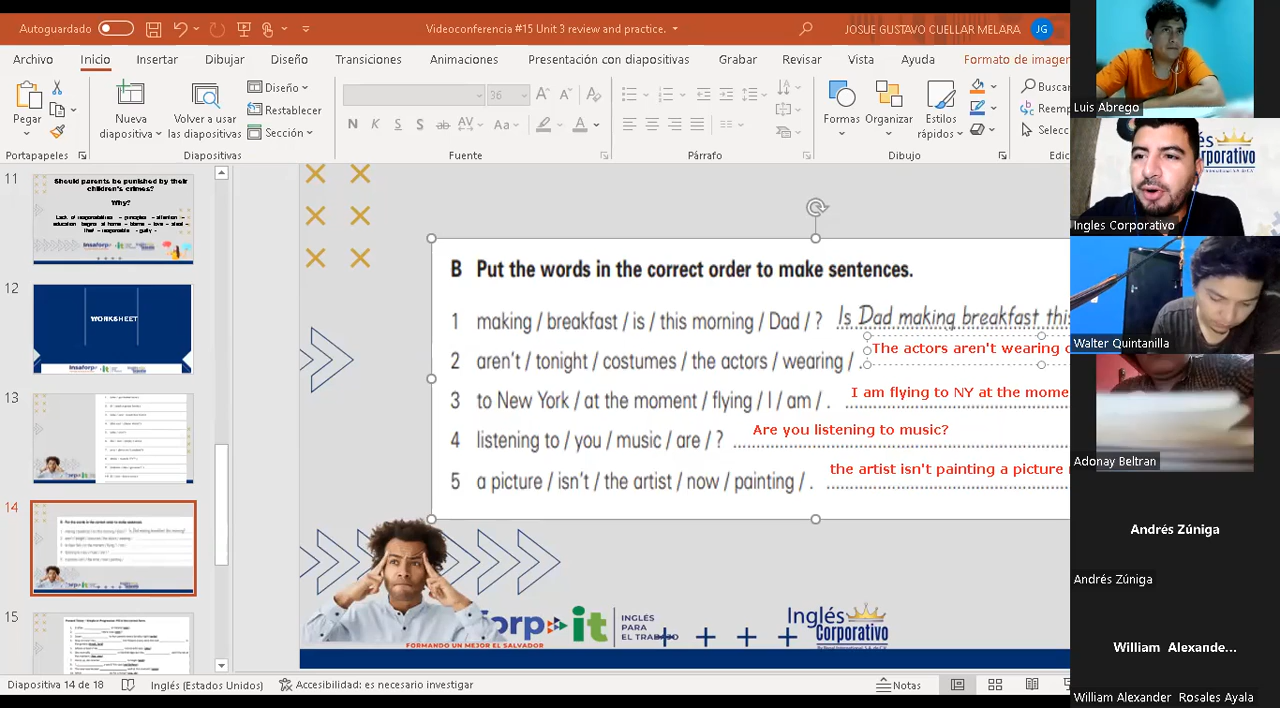 Autoguardado
Videoconferencia #15 Unit 3 review and practice.
JOSUE GUSTAVO CUELLAR MELARA
JG
Archivo
Inicio
Insertar
Dibujar
Diseño
Transiciones
Animaciones
Presentación con diapositivas
Grabar
Revisar
Vista
Ayuda
Formato de imagen
Pegar
Nueva diapositiva
Volver a usar las diapositivas
Diseño
Restablecer
Sección
36
N K S S ab AV Aa
Formas
Organizar
Estilos rápidos
Portapapeles
Diapositivas
Fuente
Párrafo
Dibujo
11
Should parents be punished by their
children's crimes?
Why?
12
WORKSHEET
13
14
15
B Put the words in the correct order to make sentences.
1 making / breakfast / is / this morning / Dad / ? Is Dad making breakfast this
2 aren't / tonight / costumes / the actors / wearing / .
The actors aren't wearing
3 to New York / at the moment / flying / I / am / .
I am flying to NY at the mome
4 listening to / you / music / are / ?
Are you listening to music?
5 a picture / isn't / the artist / now / painting / .
the artist isn't painting a picture
INGLÉS
PARA
EL TRABAJO
FORMANDO UN MEJOR EL SALVADOR
Inglés
Corporativo
Diapositiva 14 de 18
Inglés (Estados Unidos)
Accesibilidad: es necesario investigar
Notas
Luis Abrego
Ingles Corporativo
Walter Quintanilla
Adonay Beltran
Andrés Zúniga
Andrés Zúniga
William Alexande...
William Alexander Rosales Ayala